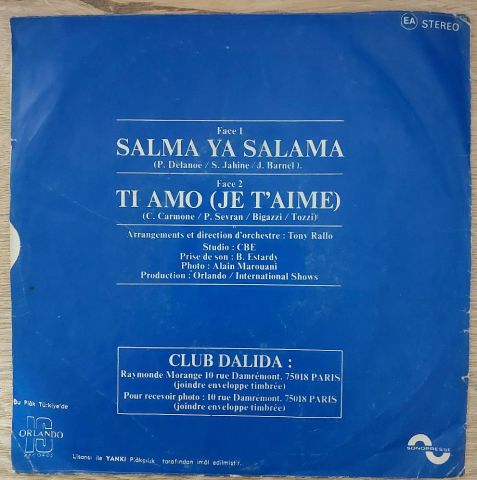 EA STEREO
Face 1
SALMA YA SALAMA
(P. Delanoë / S. Jahine / J. Barnel).
Face 2
TI AMO (JE T'AIME)
(C. Carmone / P. Sevran / Bigazzi / Tozzi)
Arrangements et direction d'orchestre : Tony Rallo
Studio : CBE
Prise de son : B. Estardy
Photo : Alain Marouani
Production : Orlando / International Shows
CLUB DALIDA :
Raymonde Morange 10 rue Damrémont. 75018 PARIS
(joindre enveloppe timbrée)
Pour recevoir photo : 10 rue Damrémont. 75018 PARIS
(joindre enveloppe timbrée)
Bu Plâk Türkiye'de
IS
ORLANDO
Lisansı ile YANKI Plâkçılık tarafından imâl edilmiştir.
SONOPRESSE